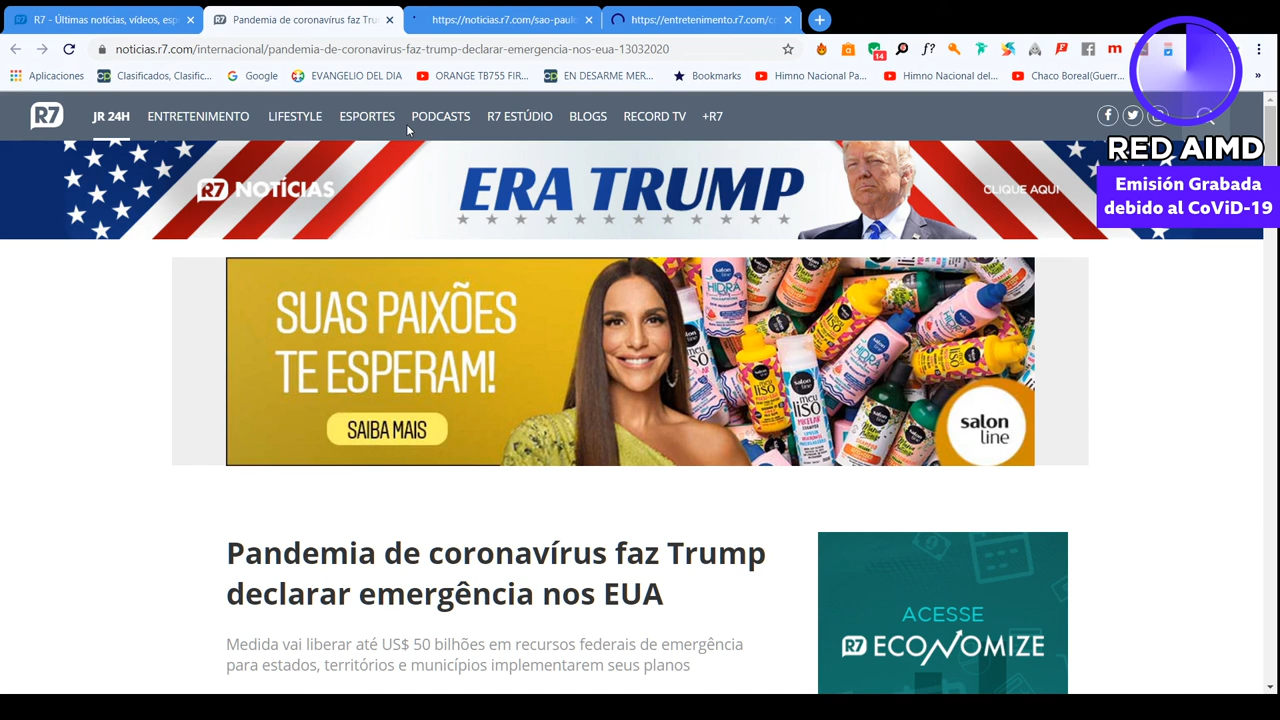 R7 - Últimas notícias, vídeos, esp
Pandemia de coronavírus faz Tru
https://noticias.r7.com/sao-paulo
https://entretenimento.r7.com/c
noticias.r7.com/internacional/pandemia-de-coronavirus-faz-trump-declarar-emergencia-nos-eua-13032020
14
Aplicaciones
Clasificados, Clasific...
Google
EVANGELIO DEL DIA
ORANGE TB755 FIR...
EN DESARME MER...
Bookmarks
Himno Nacional Pa...
Himno Nacional del...
Chaco Boreal(Guerr...
R7
JR 24H
ENTRETENIMENTO
LIFESTYLE
ESPORTES
PODCASTS
R7 ESTÚDIO
BLOGS
RECORD TV
+R7
RED AIMD
Emisión Grabada
debido al CoViD-19
R7 NOTÍCIAS
ERA TRUMP
CLIQUE AQUI
SUAS PAIXÕES
TE ESPERAM!
SAIBA MAIS
salon
line
Pandemia de coronavírus faz Trump
declarar emergência nos EUA
Medida vai liberar até US$ 50 bilhões em recursos federais de emergência
para estados, territórios e municípios implementarem seus planos
ACESSE
R7 ECONOMIZE